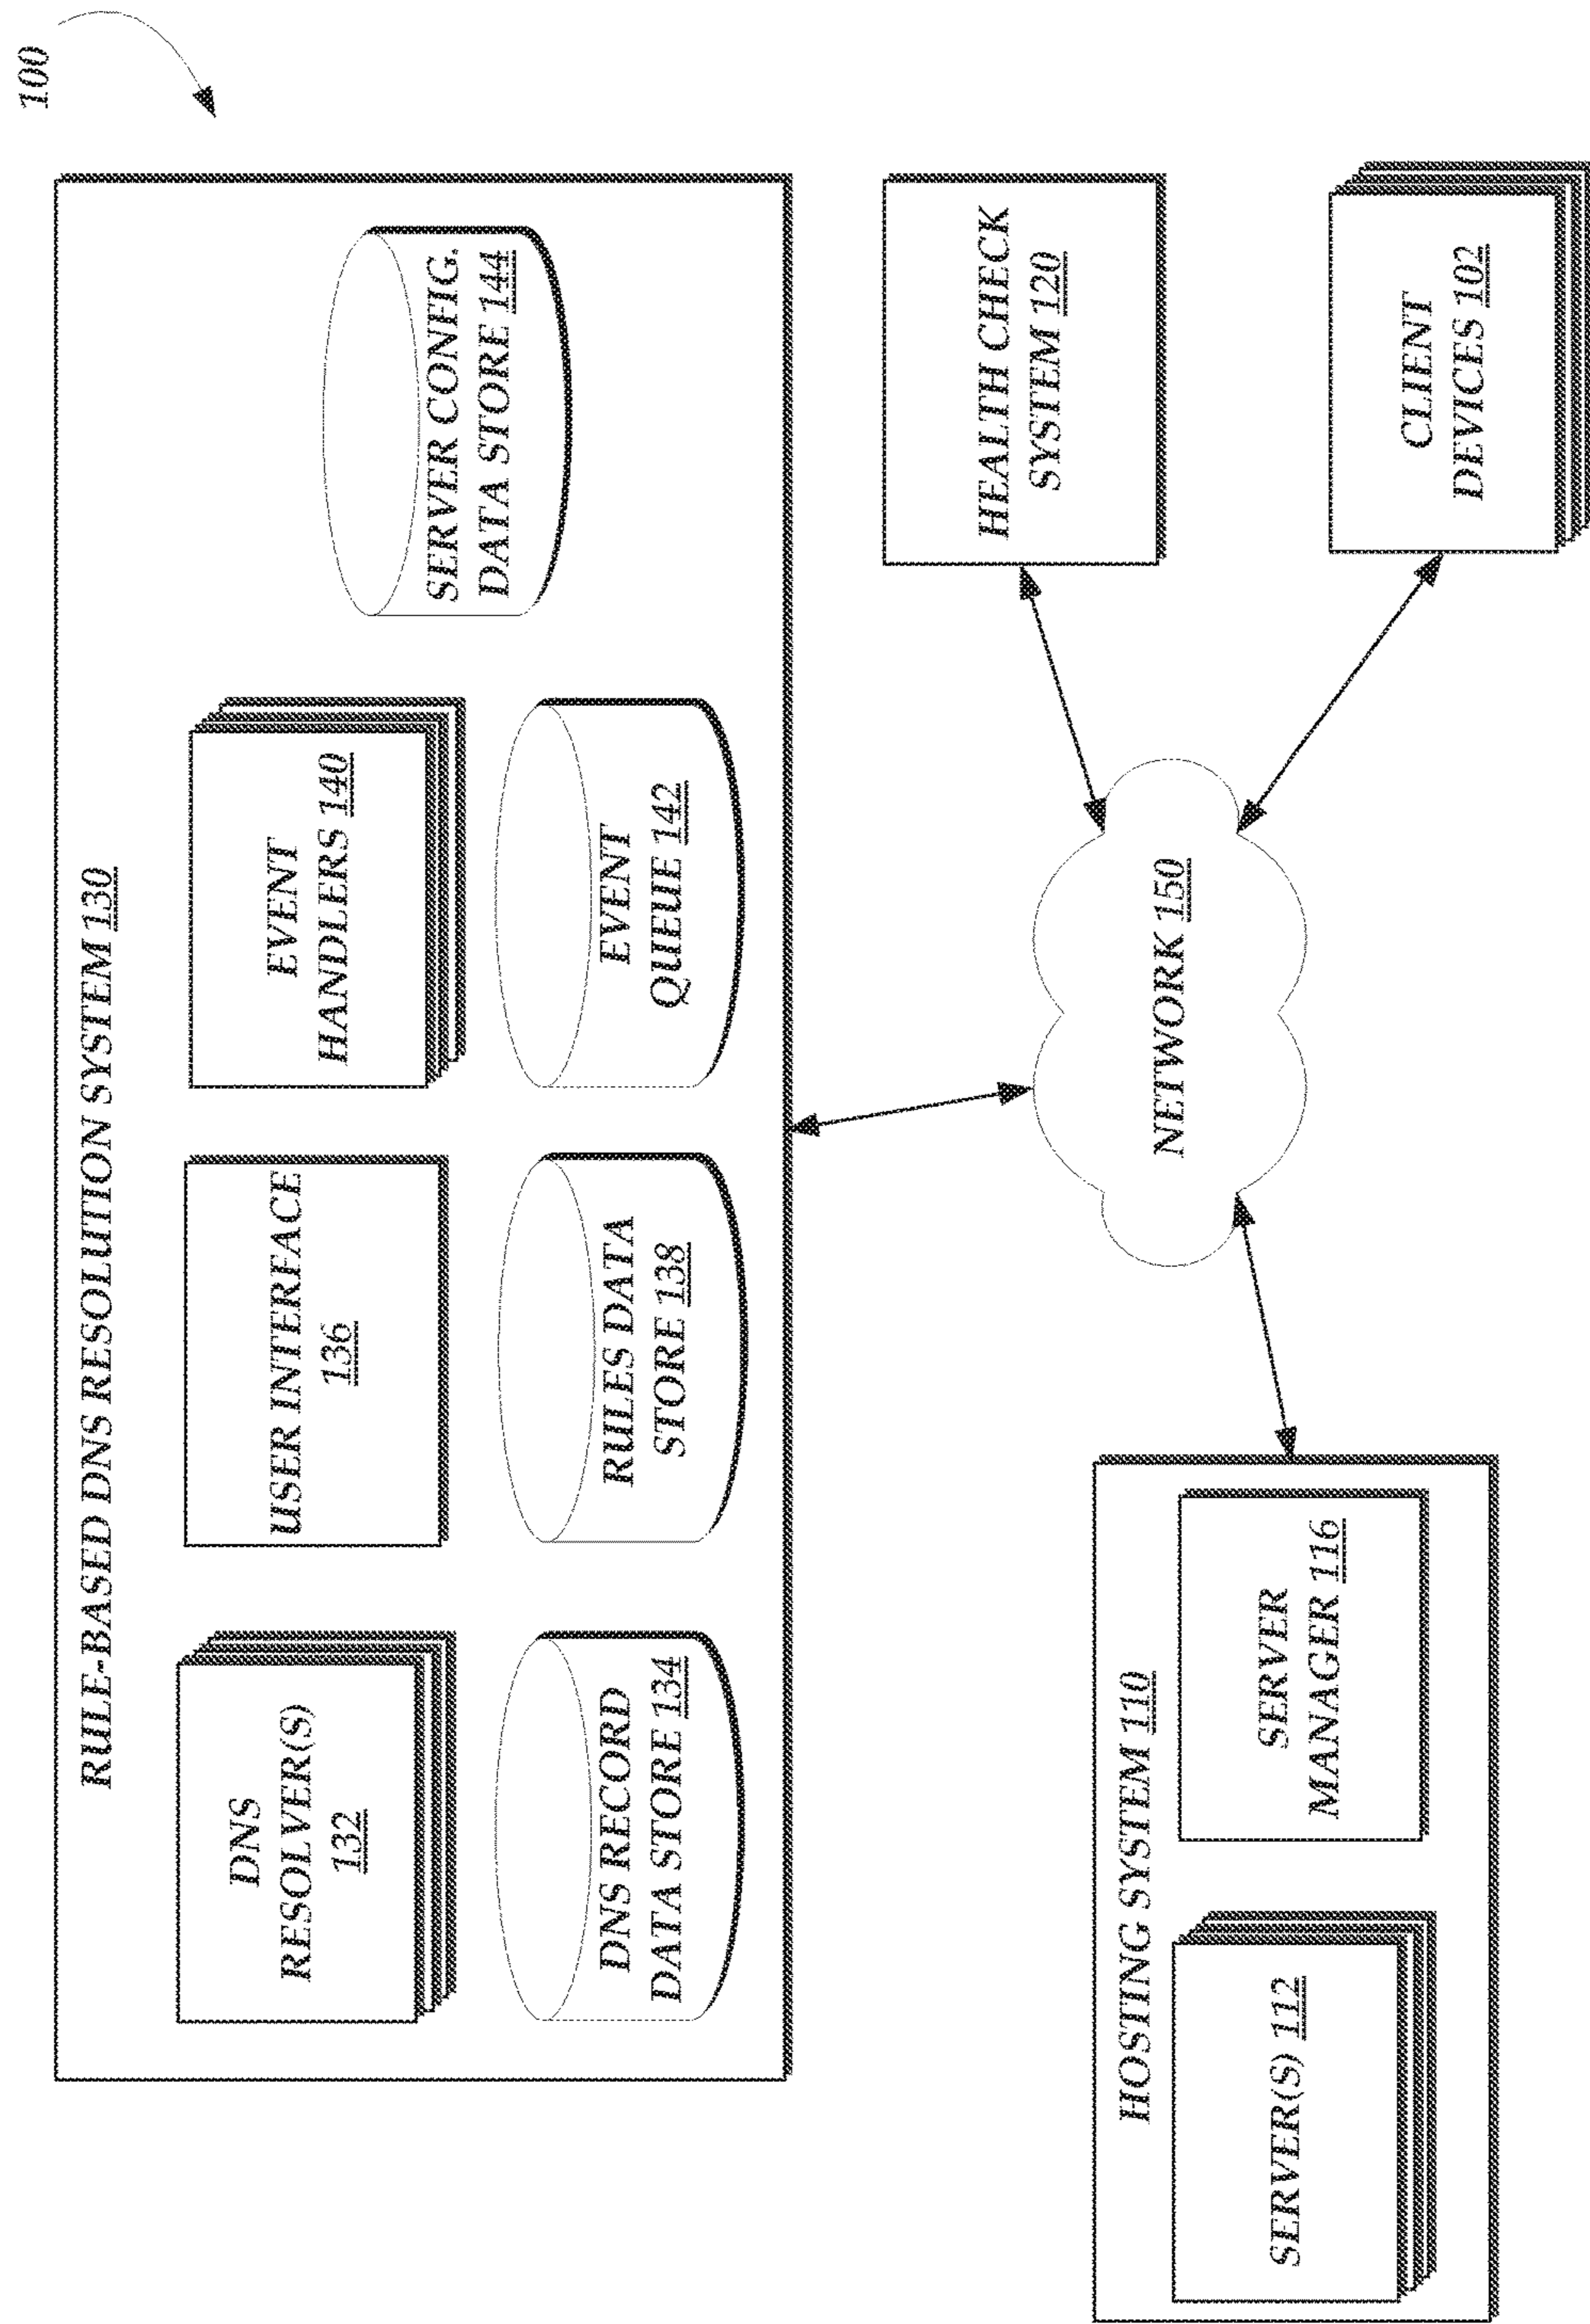 100
RULE-BASED DNS RESOLUTION SYSTEM 130
DNS
RESOLVER(S)
132
USER INTERFACE
136
EVENT
HANDLERS 140
SERVER CONFIG.
DATA STORE 144
DNS RECORD
DATA STORE 134
RULES DATA
STORE 138
EVENT
QUEUE 142
HEALTH CHECK
SYSTEM 120
NETWORK 150
HOSTING SYSTEM 110
SERVER(S) 112
SERVER
MANAGER 116
CLIENT
DEVICES 102